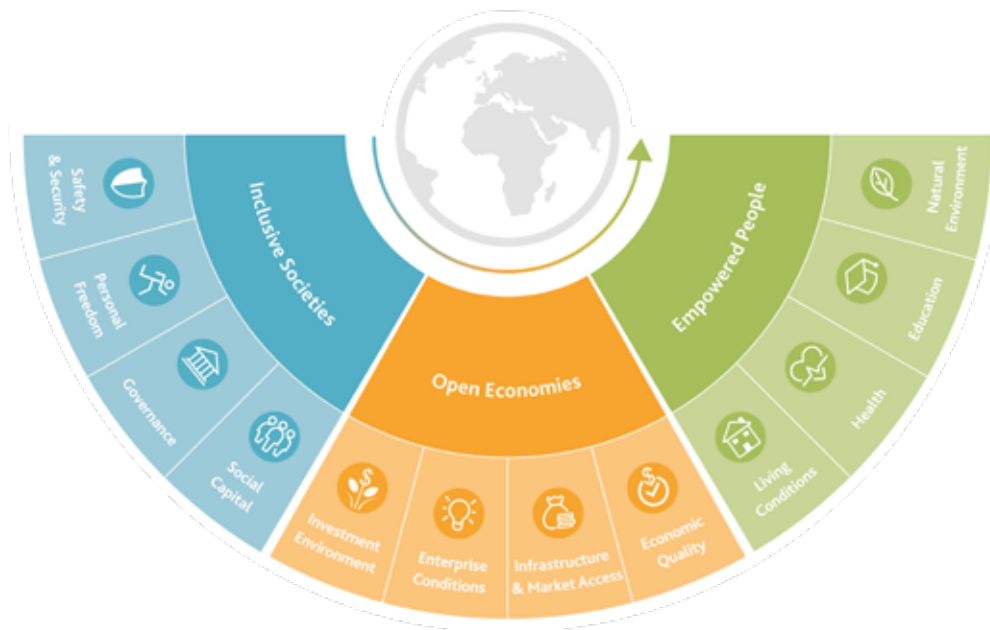 Inclusive Societies
Safety
& Security
Personal
Freedom
Governance
Social
Capital
Open Economies
Investment
Environment
Enterprise
Conditions
Infrastructure
& Market Access
Economic
Quality
Empowered People
Living
Conditions
Health
Education
Natural
Environment